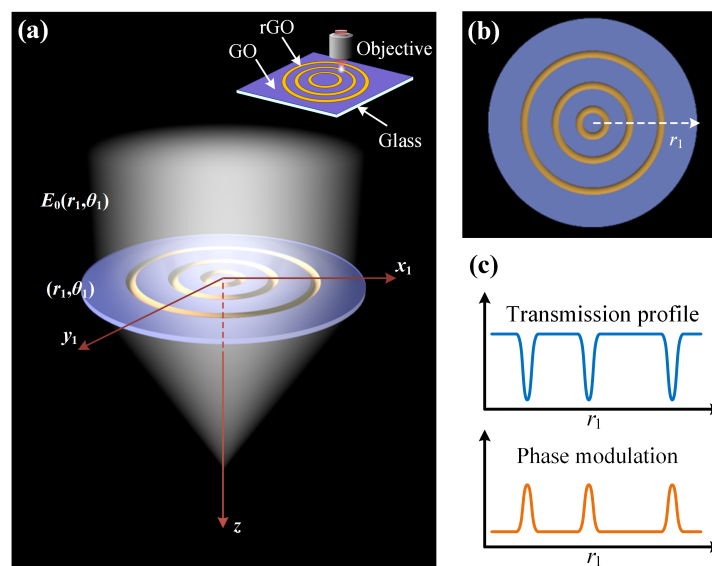 (a)
rGO
GO
Objective
Glass
E₀(r₁,θ₁)
(r₁,θ₁)
x₁
y₁
z
(b)
r₁
(c)
Transmission profile
r₁
Phase modulation
r₁